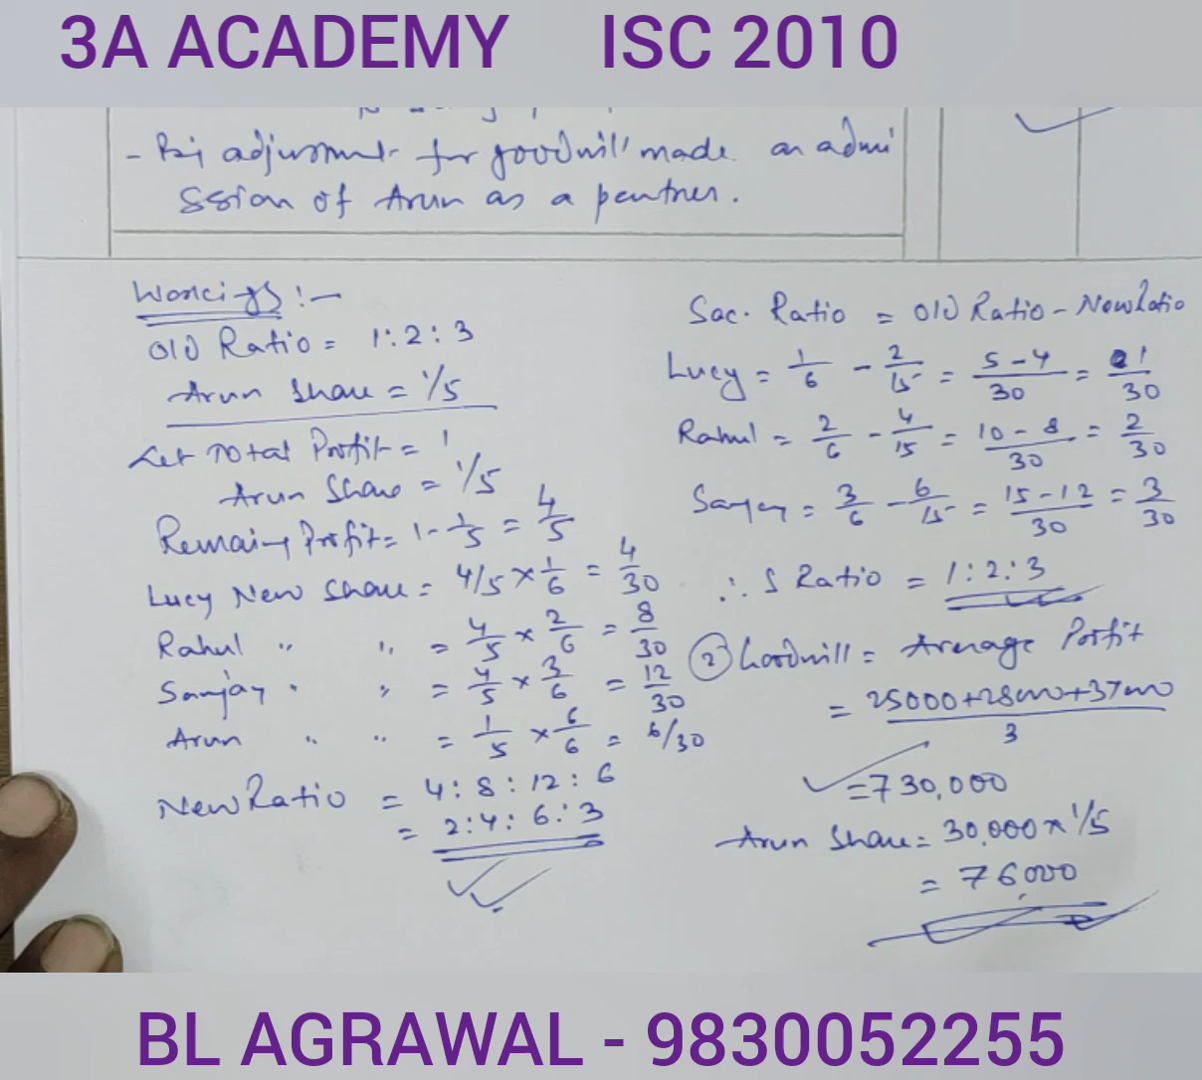 3A ACADEMY ISC 2010
- adjustment for goodwill made on admi
ssion of Arun as a partner.
Workings :-
Old Ratio = 1:2:3
Arun Share = 1/5
Let Total Profit = 1
Arun Share = 1/5
Remaing Profit = 1 - 1/5 = 4/5
Lucy New Share = 4/5 × 1/6 = 4/30
Rahul " " = 4/5 × 2/6 = 8/30
Sanjay " " = 4/5 × 3/6 = 12/30
Arun " " = 1/5 × 6/6 = 6/30
New Ratio = 4:8:12:6
= 2:4:6:3
Sac. Ratio = Old Ratio - New Ratio
Lucy = 1/6 - 2/15 = 5-4/30 = 1/30
Rahul = 2/6 - 4/15 = 10-8/30 = 2/30
Sanjay = 3/6 - 6/15 = 15-12/30 = 3/30
∴ S Ratio = 1:2:3
② Goodwill = Average Profit
= 25000+28000+37000/3
= ₹30,000
Arun Share = 30,000 × 1/5
= ₹6,000
BL AGRAWAL - 9830052255